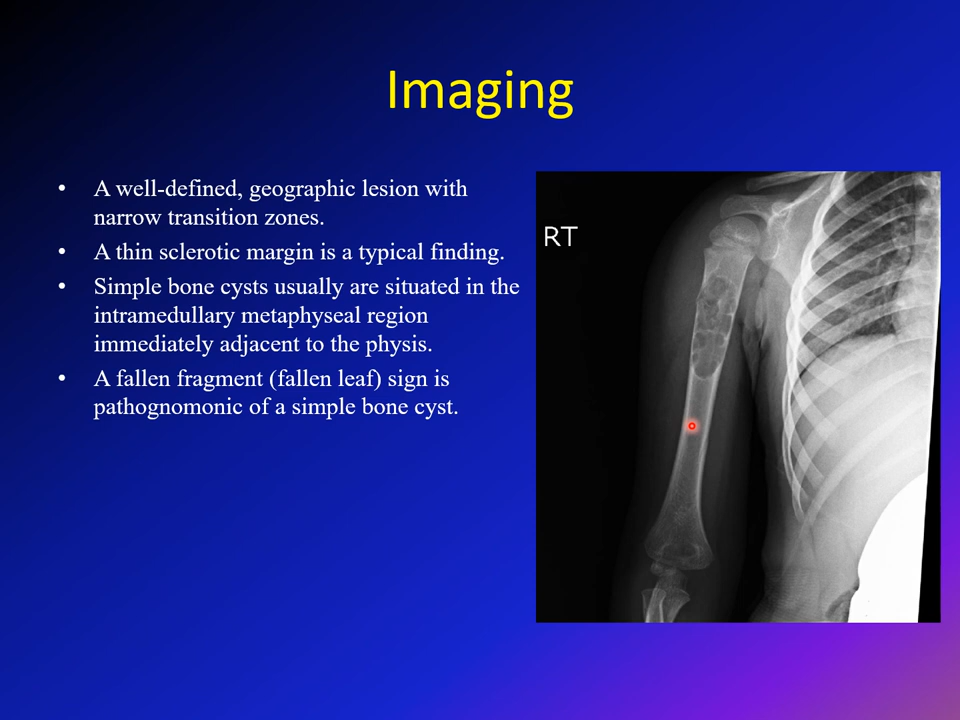 Imaging
• A well-defined, geographic lesion with
narrow transition zones.
• A thin sclerotic margin is a typical finding.
• Simple bone cysts usually are situated in the
intramedullary metaphyseal region
immediately adjacent to the physis.
• A fallen fragment (fallen leaf) sign is
pathognomonic of a simple bone cyst.
RT